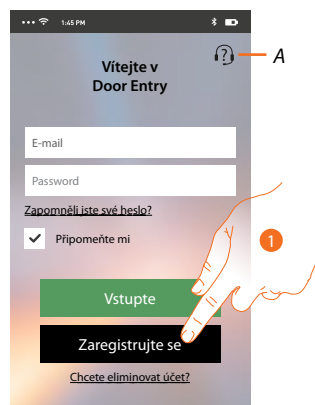 1:45 PM
Vítejte v
Door Entry
A
E-mail
Password
Zapomněli jste své heslo?
Připomeňte mi
1
Vstupte
Zaregistrujte se
Chcete eliminovat účet?